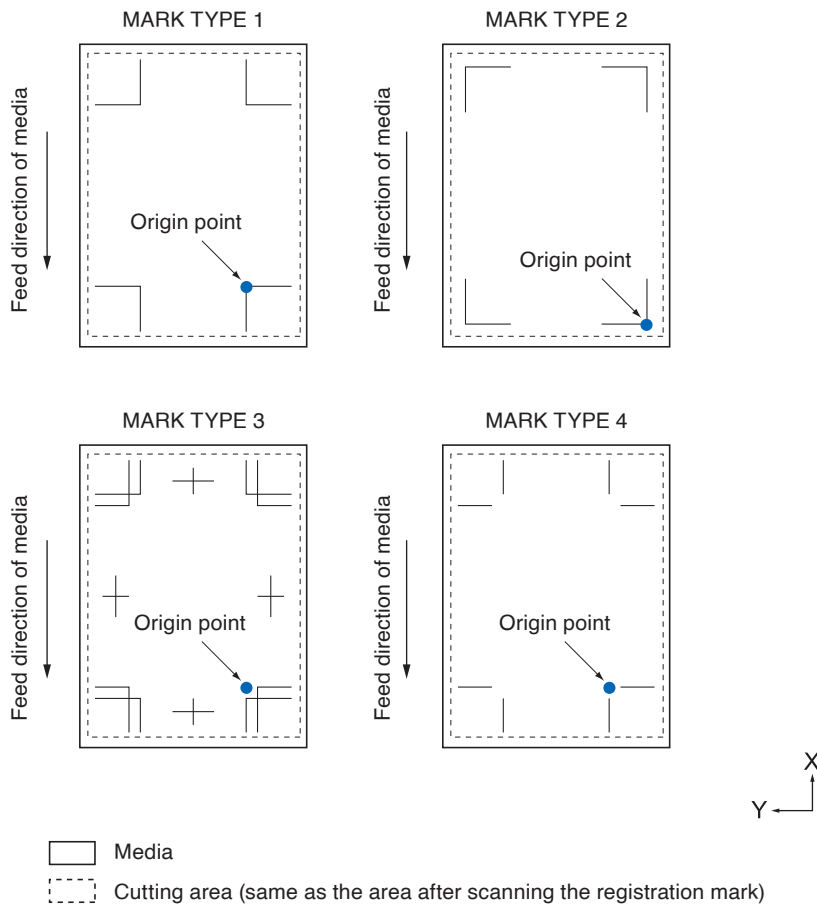 MARK TYPE 1
Feed direction of media
Origin point
MARK TYPE 2
Feed direction of media
Origin point
MARK TYPE 3
Feed direction of media
Origin point
MARK TYPE 4
Feed direction of media
Origin point
X
Y
Media
Cutting area (same as the area after scanning the registration mark)